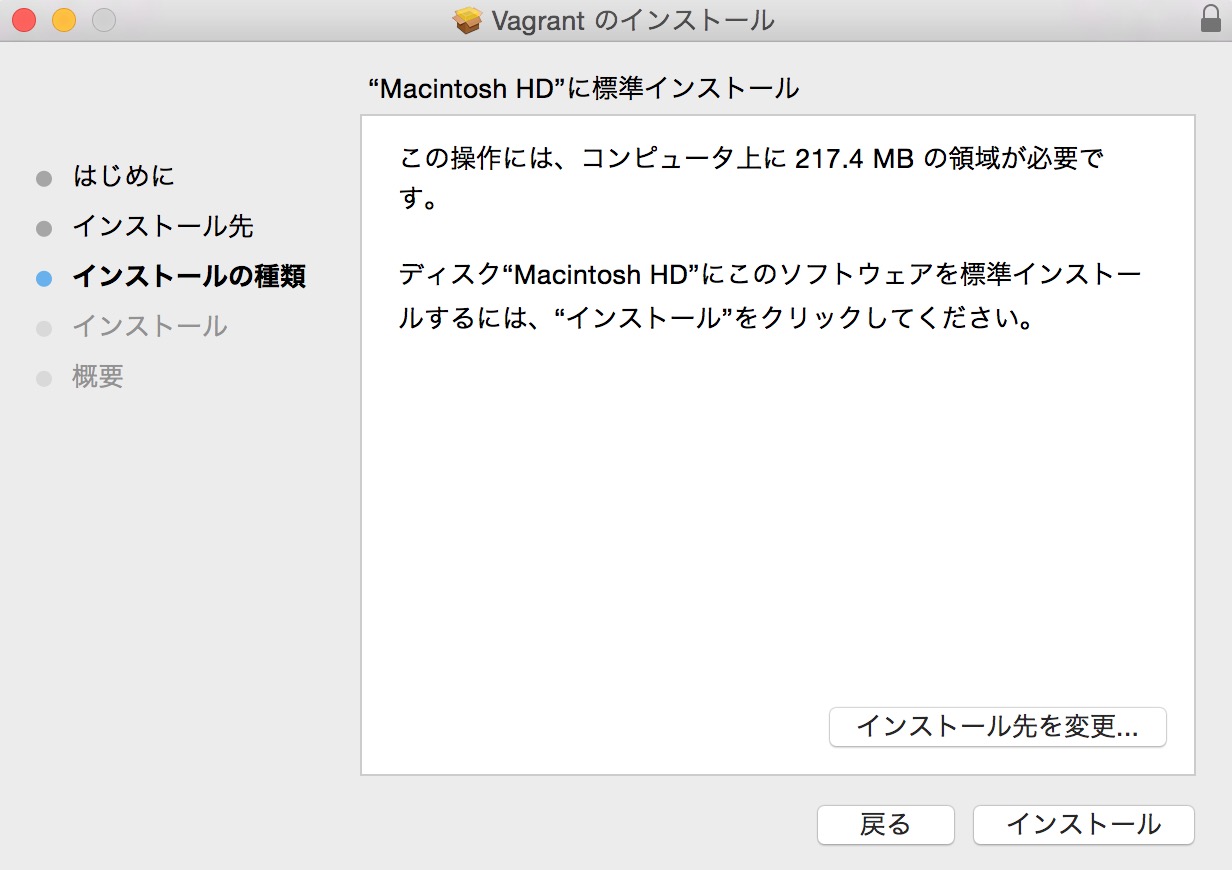 Vagrant のインストール
“Macintosh HD”に標準インストール
はじめに
インストール先
インストールの種類
インストール
概要
この操作には、コンピュータ上に 217.4 MB の領域が必要で
す。
ディスク“Macintosh HD”にこのソフトウェアを標準インストー
ルするには、“インストール”をクリックしてください。
インストール先を変更...
戻る
インストール